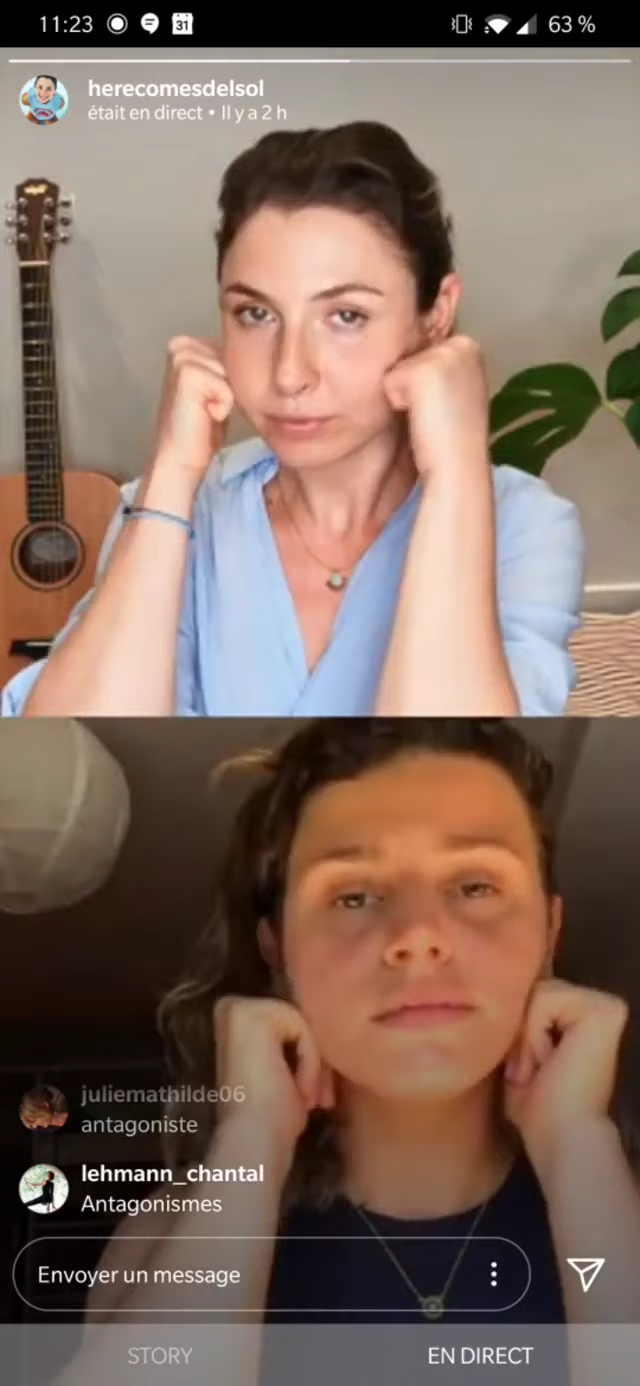 11:23
31
63 %
herecomesdelsol
était en direct • Il y a 2 h
juliemathilde06
antagoniste
lehmann_chantal
Antagonismes
Envoyer un message
STORY
EN DIRECT